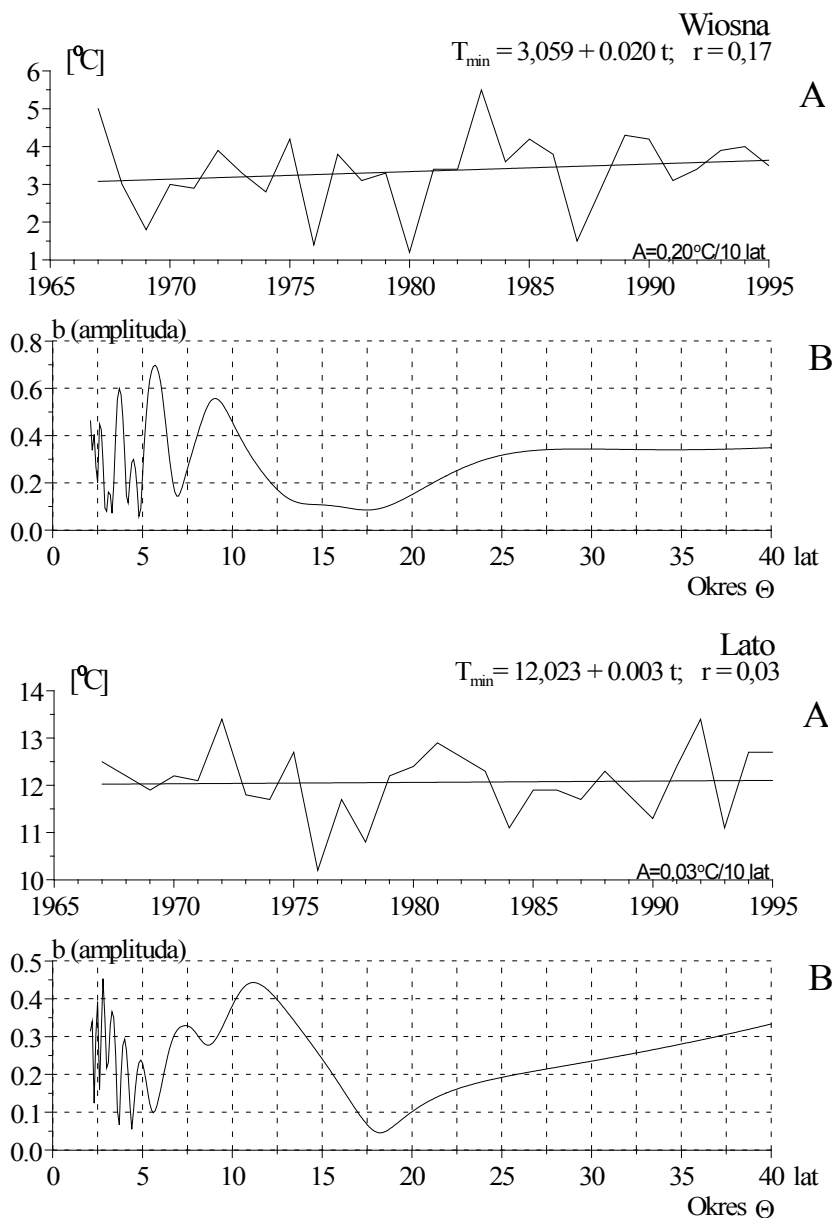 Wiosna
[°C]
T min = 3,059 + 0.020 t; r = 0,17
A
6
5
4
3
2
1
A=0,20°C/10 lat
1965 1970 1975 1980 1985 1990 1995
b (amplituda)
B
0.8
0.6
0.4
0.2
0.0
0 5 10 15 20 25 30 35 40 lat
Okres Θ
Lato
[°C]
T min = 12,023 + 0.003 t; r = 0,03
A
14
13
12
11
10
A=0,03°C/10 lat
1965 1970 1975 1980 1985 1990 1995
b (amplituda)
B
0.5
0.4
0.3
0.2
0.1
0.0
0 5 10 15 20 25 30 35 40 lat
Okres Θ